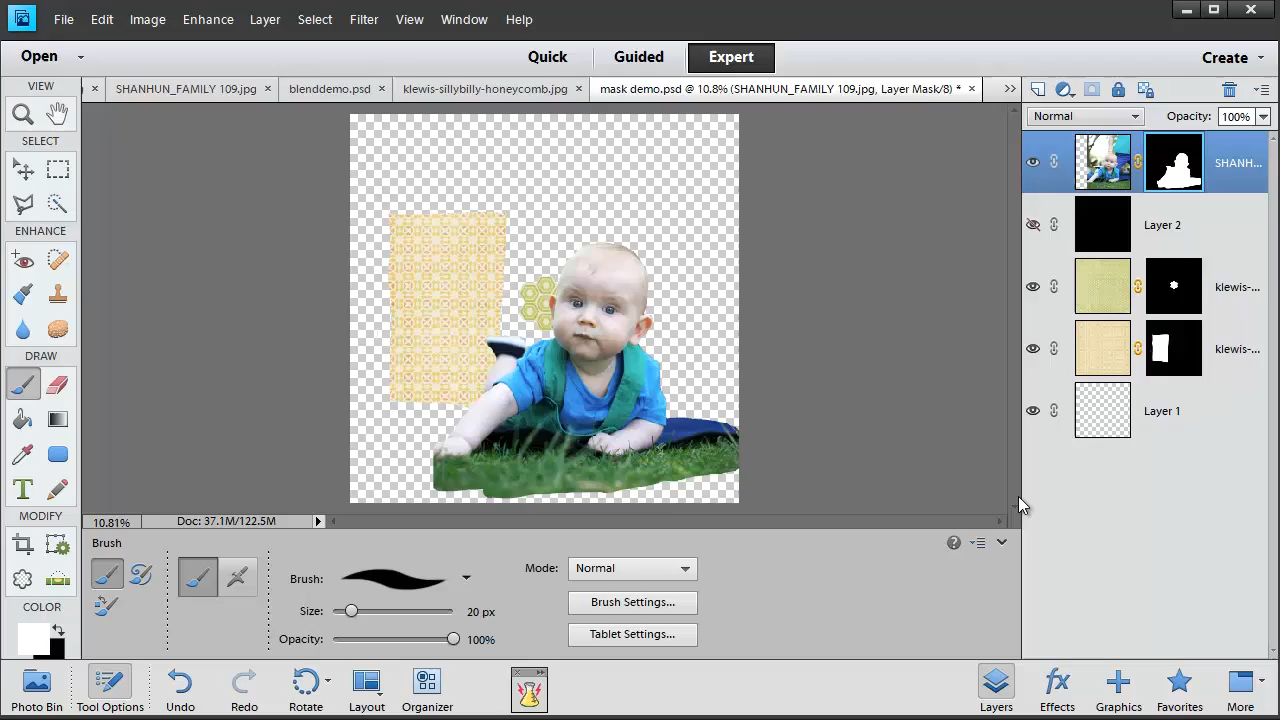 File Edit Image Enhance Layer Select Filter View Window Help
Open Quick Guided Expert Create
VIEW SHANHUN_FAMILY 109.jpg × blenddemo.psd × klewis-sillybilly-honeycomb.jpg × mask demo.psd @ 10.8% (SHANHUN_FAMILY 109.jpg, Layer Mask/8) * ×
Normal Opacity: 100%
SELECT
SHANH...
ENHANCE
Layer 2
klewis-...
DRAW
klewis-...
Layer 1
T
MODIFY
10.81% Doc: 37.1M/122.5M
Brush
Brush: Mode: Normal
Size: 20 px Brush Settings...
Opacity: 100% Tablet Settings...
COLOR
Photo Bin Tool Options Undo Redo Rotate Layout Organizer Layers fx Effects Graphics Favorites More